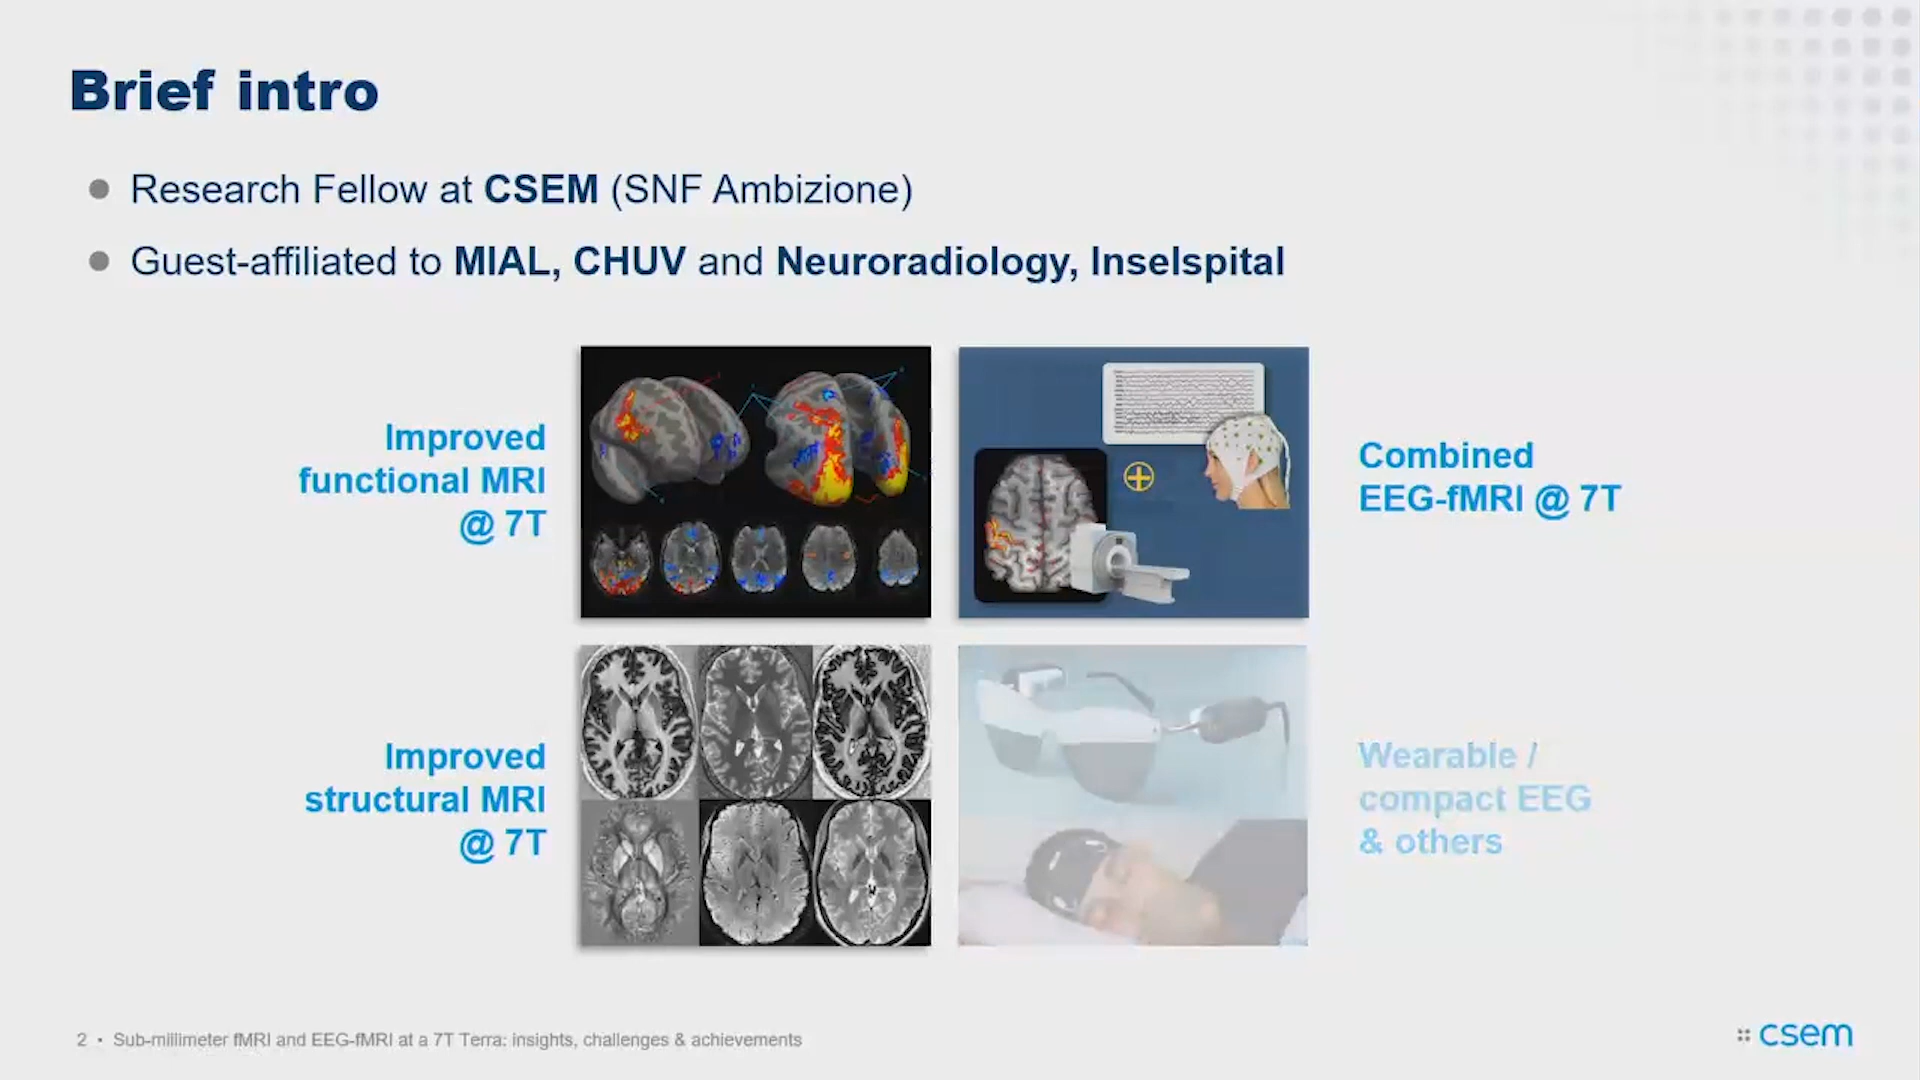 Brief intro
Research Fellow at CSEM (SNF Ambizione)
Guest-affiliated to MIAL, CHUV and Neuroradiology, Inselspital
Improved
functional MRI
@ 7T
Combined
EEG-fMRI @ 7T
Improved
structural MRI
@ 7T
Wearable /
compact EEG
& others
2 • Sub-millimeter fMRI and EEG-fMRI at a 7T Terra: insights, challenges & achievements
csem